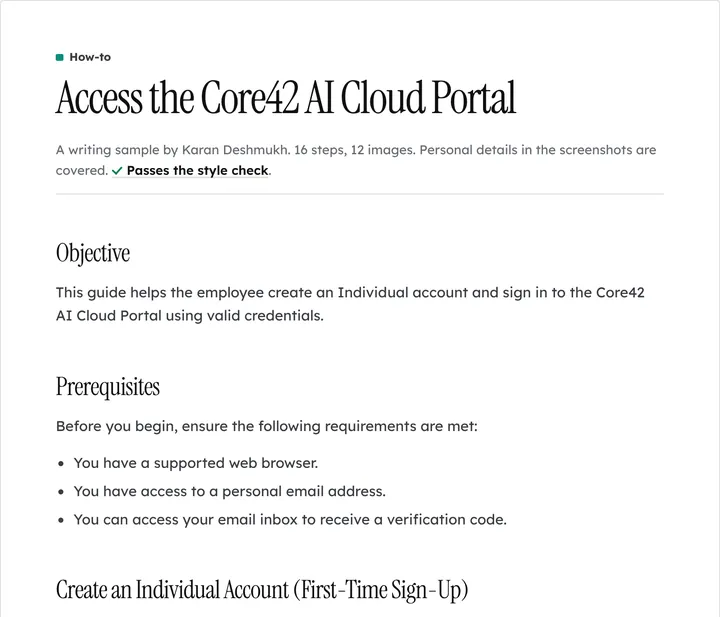 How-to
Access the Core42 AI Cloud Portal
A writing sample by Karan Deshmukh. 16 steps, 12 images. Personal details in the screenshots are
covered. ✓ Passes the style check.
Objective
This guide helps the employee create an Individual account and sign in to the Core42
AI Cloud Portal using valid credentials.
Prerequisites
Before you begin, ensure the following requirements are met:
• You have a supported web browser.
• You have access to a personal email address.
• You can access your email inbox to receive a verification code.
Create an Individual Account (First-Time Sign-Up)